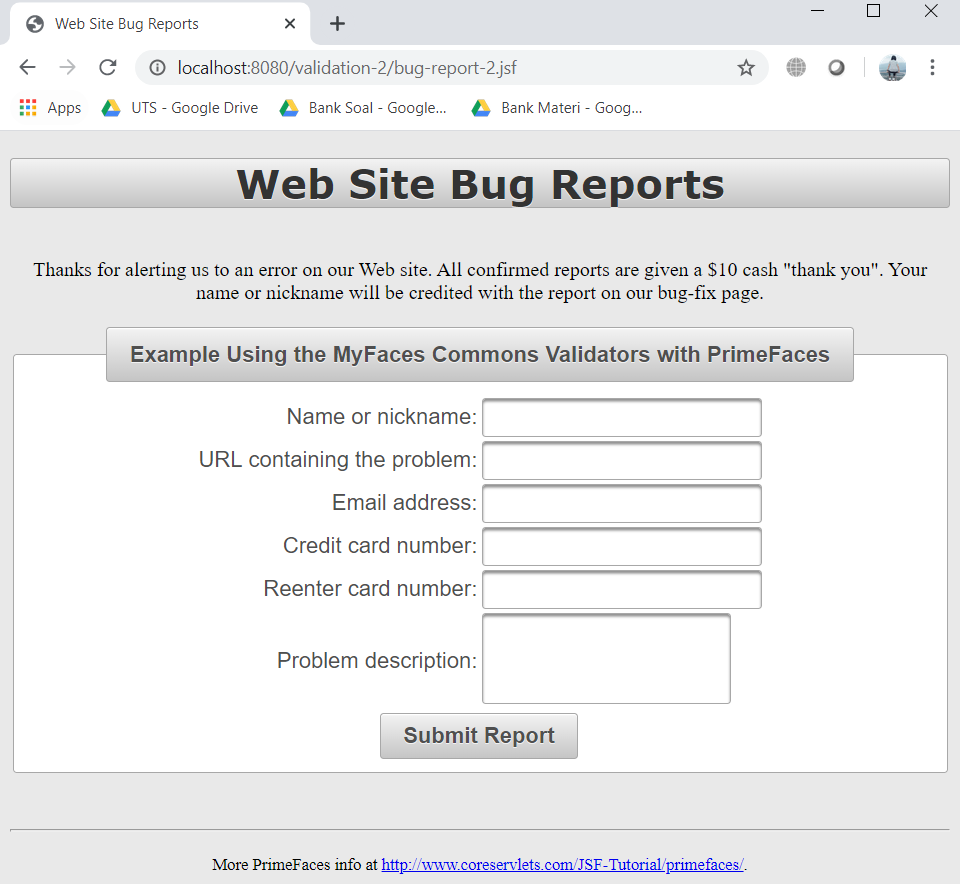 Web Site Bug Reports
localhost:8080/validation-2/bug-report-2.jsf
Apps UTS - Google Drive Bank Soal - Google... Bank Materi - Goog...
Web Site Bug Reports
Thanks for alerting us to an error on our Web site. All confirmed reports are given a $10 cash "thank you". Your
name or nickname will be credited with the report on our bug-fix page.
Example Using the MyFaces Commons Validators with PrimeFaces
Name or nickname:
URL containing the problem:
Email address:
Credit card number:
Reenter card number:
Problem description:
Submit Report
More PrimeFaces info at http://www.coreservlets.com/JSF-Tutorial/primefaces/.